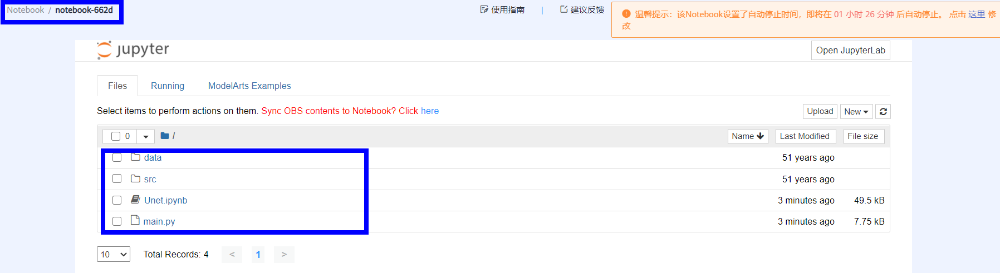 Notebook / notebook-662d
使用指南 | 建议反馈
温馨提示：该Notebook设置了自动停止时间，即将在 01 小时 26 分钟 后自动停止。 点击 这里 修
改
jupyter
Open JupyterLab
Files Running ModelArts Examples
Select items to perform actions on them. Sync OBS contents to Notebook? Click here
Upload New
0 / Name Last Modified File size
data 51 years ago
src 51 years ago
Unet.ipynb 3 minutes ago 49.5 kB
main.py 3 minutes ago 7.75 kB
10 Total Records: 4 < 1 >